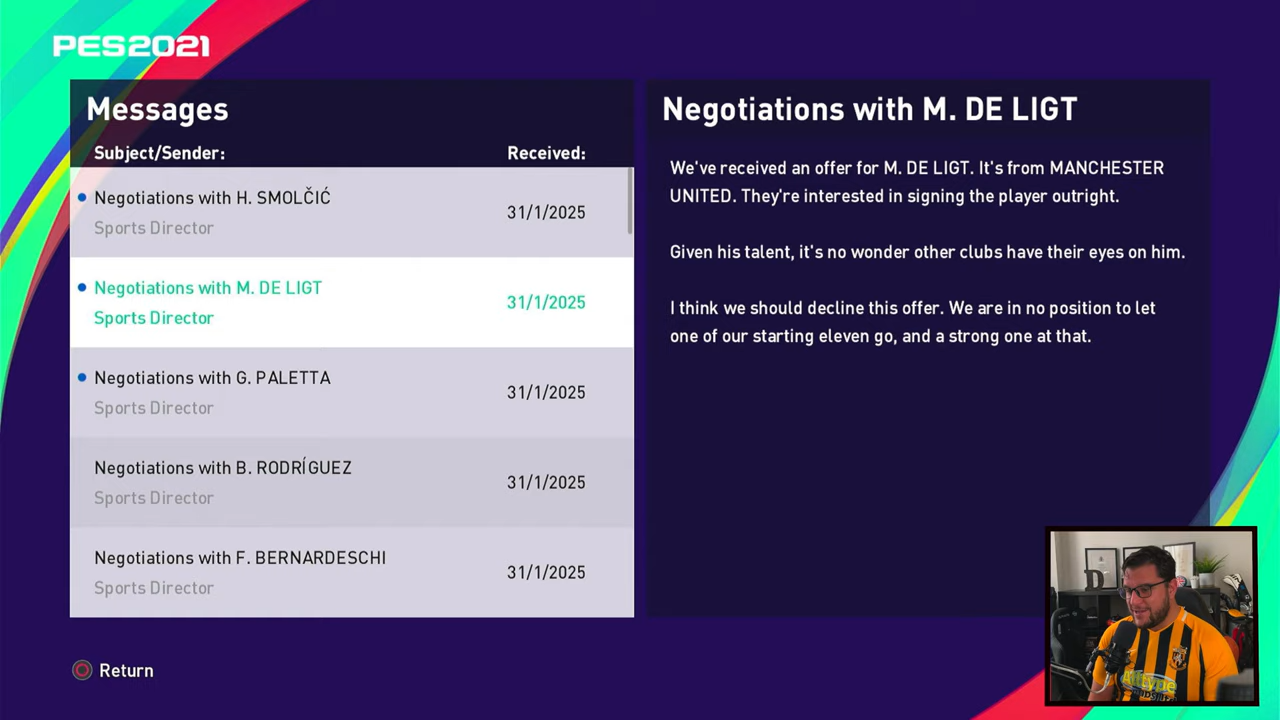 PES2021
Messages
Subject/Sender:
Received:
Negotiations with H. SMOLČIĆ
Sports Director
31/1/2025
Negotiations with M. DE LIGT
Sports Director
31/1/2025
Negotiations with G. PALETTA
Sports Director
31/1/2025
Negotiations with B. RODRÍGUEZ
Sports Director
31/1/2025
Negotiations with F. BERNARDESCHI
Sports Director
31/1/2025
Negotiations with M. DE LIGT
We've received an offer for M. DE LIGT. It's from MANCHESTER
UNITED. They're interested in signing the player outright.
Given his talent, it's no wonder other clubs have their eyes on him.
I think we should decline this offer. We are in no position to let
one of our starting eleven go, and a strong one at that.
Return
D